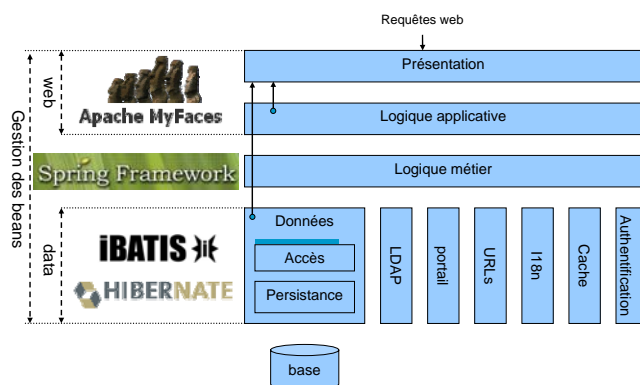 Requêtes web
Présentation
web
Apache MyFaces
Logique applicative
Gestion des beans
Spring Framework
Logique métier
data
iBATIS
HIBERNATE
Données
Accès
Persistance
LDAP
portail
URLs
I18n
Cache
Authentification
base